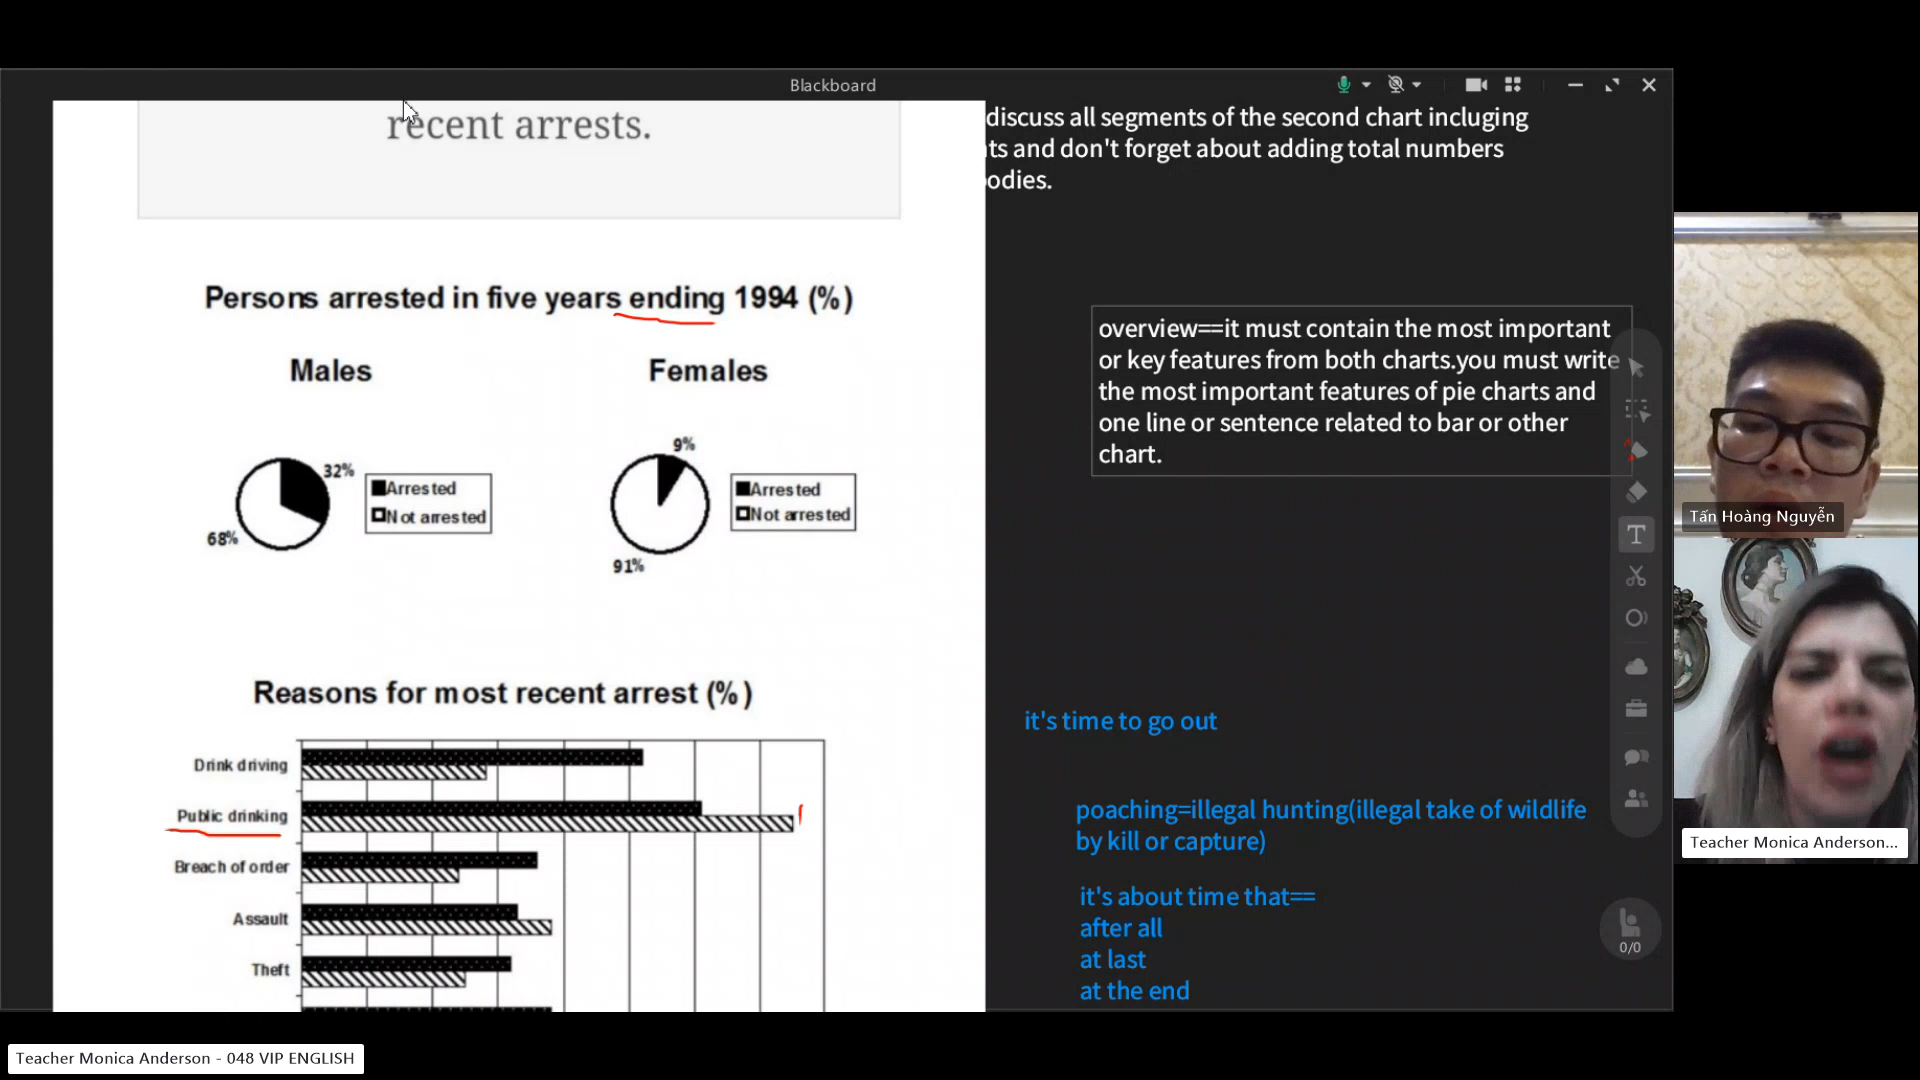 Blackboard
recent arrests.
discuss all segments of the second chart incluging
ts and don't forget about adding total numbers
odies.
Persons arrested in five years ending 1994 (%)
Males
Females
32%
68%
Arrested
Not arrested
9%
91%
Arrested
Not arrested
overview==it must contain the most important
or key features from both charts.you must write
the most important features of pie charts and
one line or sentence related to bar or other
chart.
Tấn Hoàng Nguyễn
Reasons for most recent arrest (%)
Drink driving
Public drinking
Breach of order
Assault
Theft
it's time to go out
poaching=illegal hunting(illegal take of wildlife
by kill or capture)
it's about time that==
after all
at last
at the end
T
0/0
Teacher Monica Anderson...
Teacher Monica Anderson - 048 VIP ENGLISH